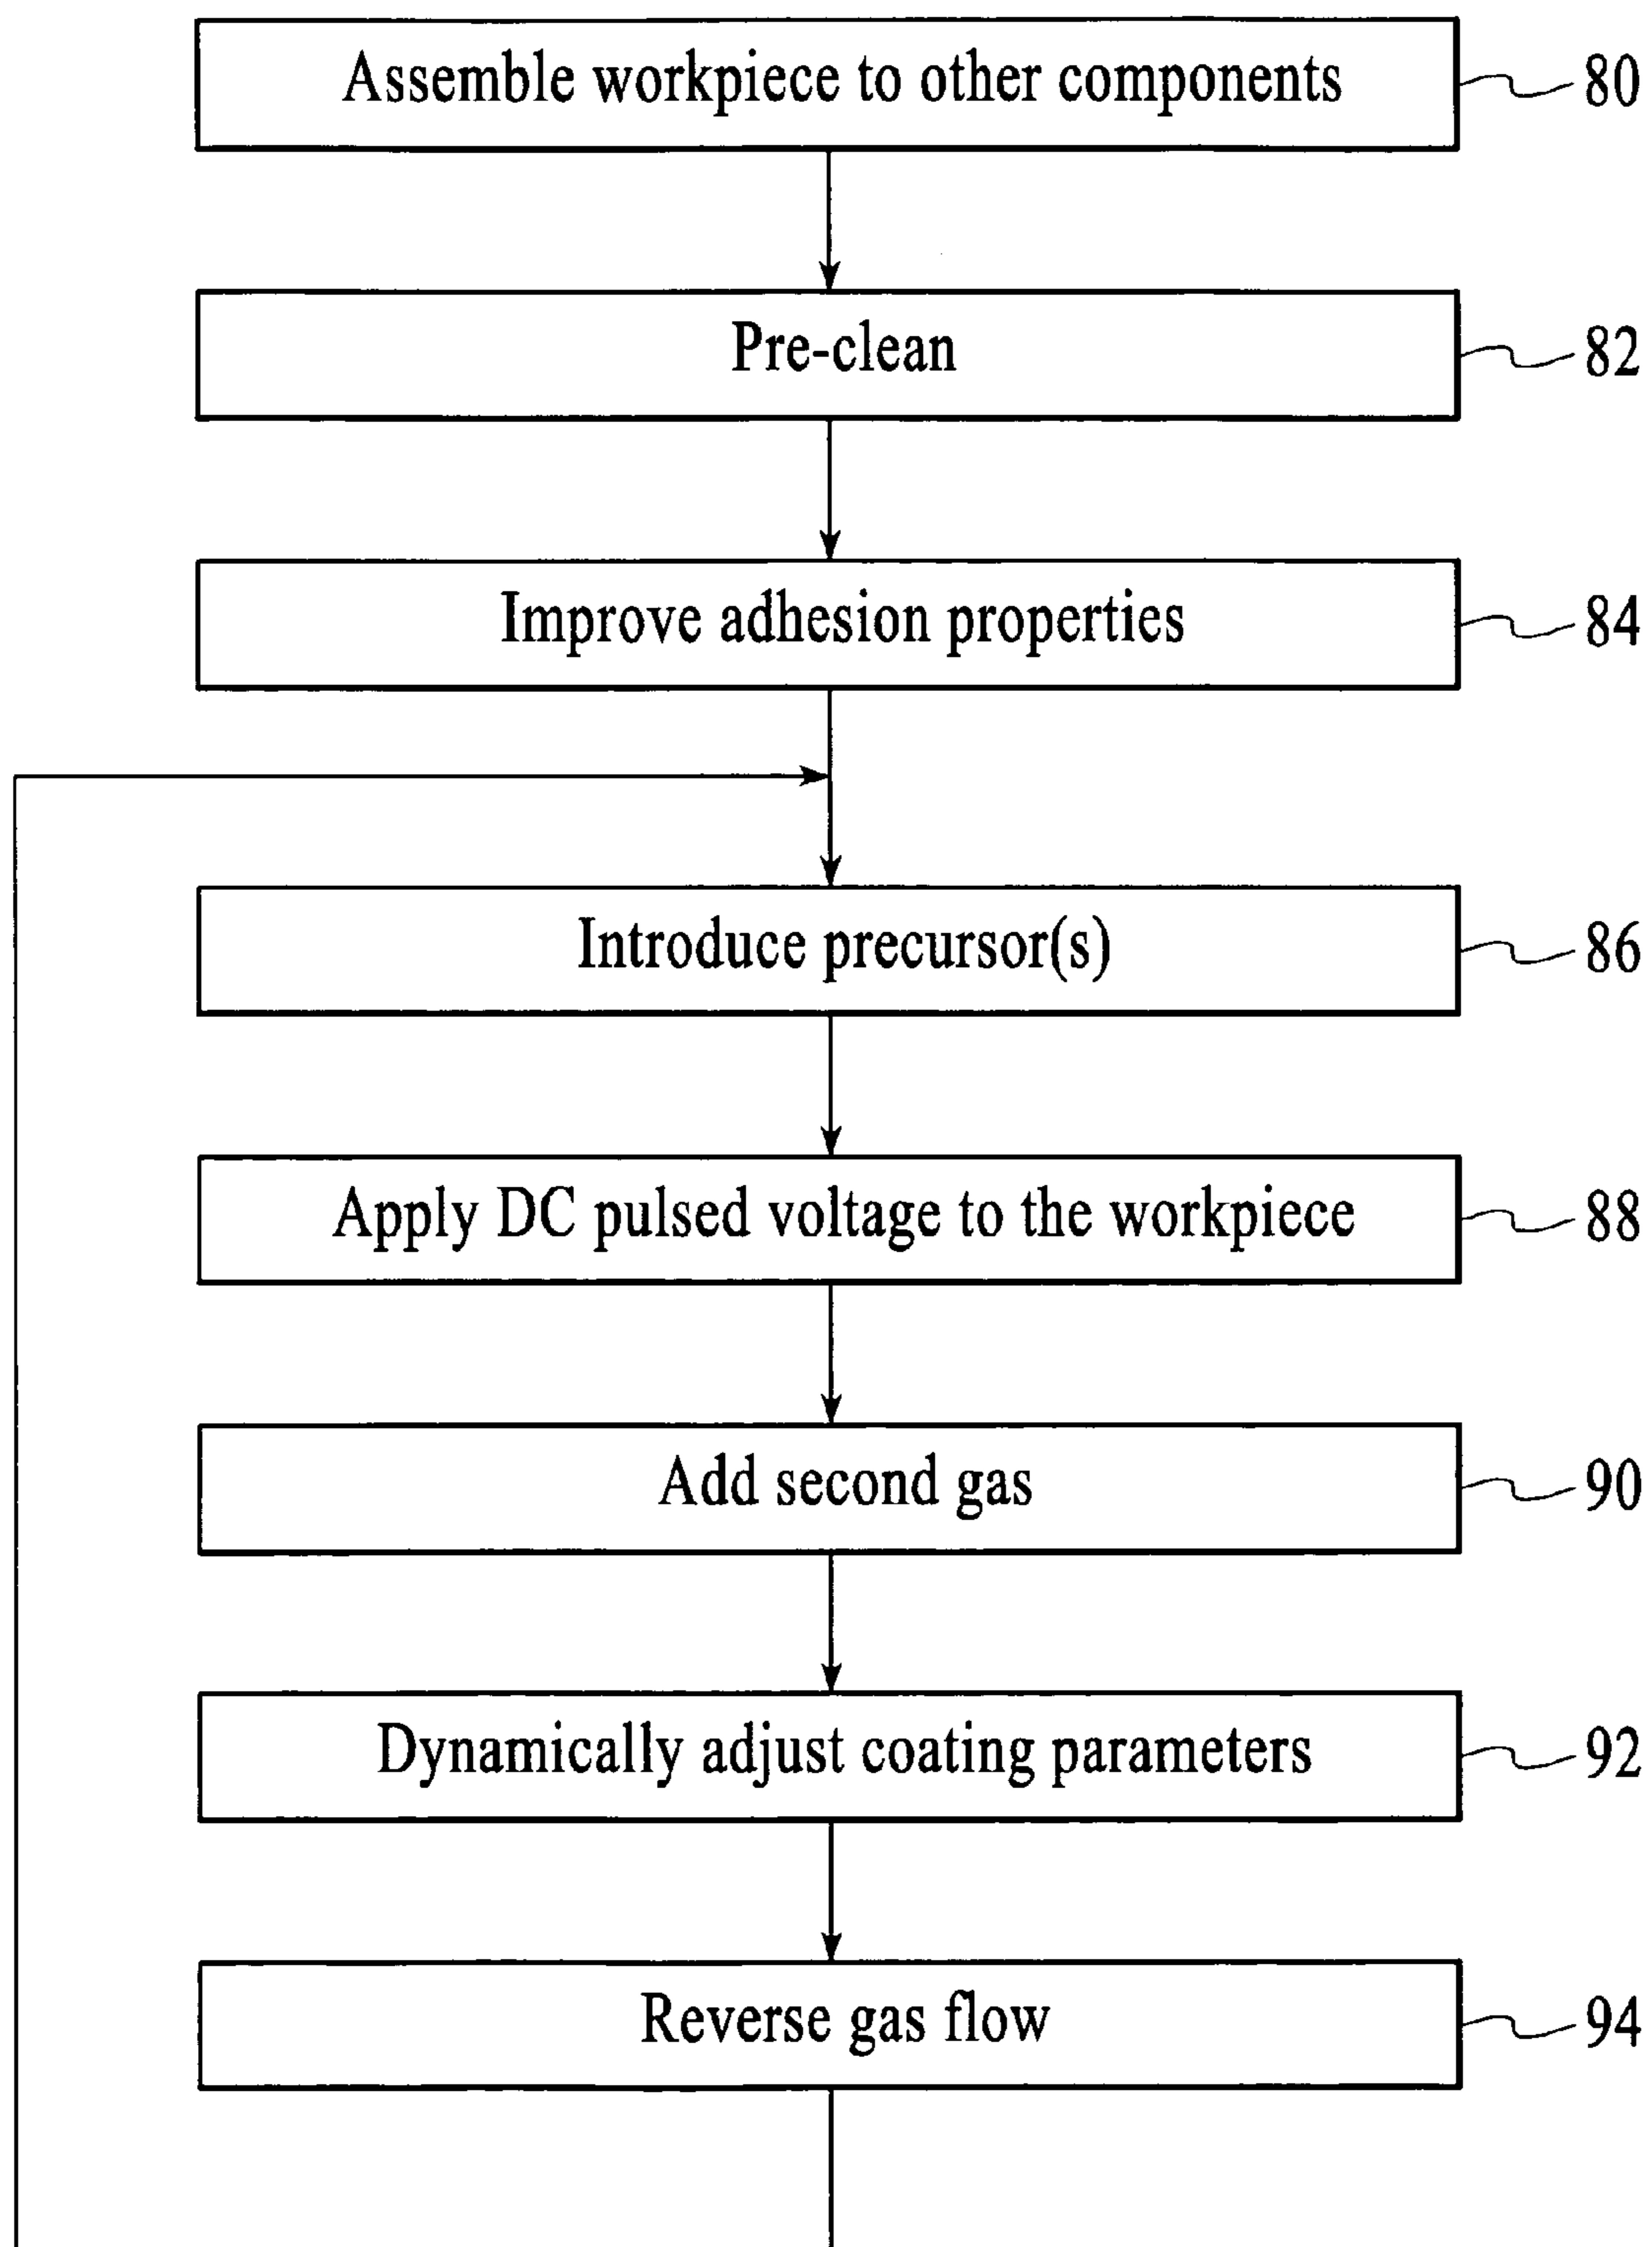 Assemble workpiece to other components 80
Pre-clean 82
Improve adhesion properties 84
Introduce precursor(s) 86
Apply DC pulsed voltage to the workpiece 88
Add second gas 90
Dynamically adjust coating parameters 92
Reverse gas flow 94